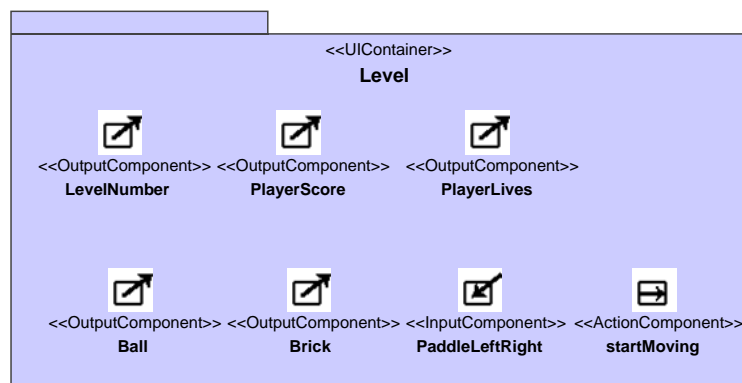 <<UIContainer>>
Level
<<OutputComponent>> <<OutputComponent>> <<OutputComponent>>
LevelNumber PlayerScore PlayerLives
<<OutputComponent>> <<OutputComponent>> <<InputComponent>> <<ActionComponent>>
Ball Brick PaddleLeftRight startMoving